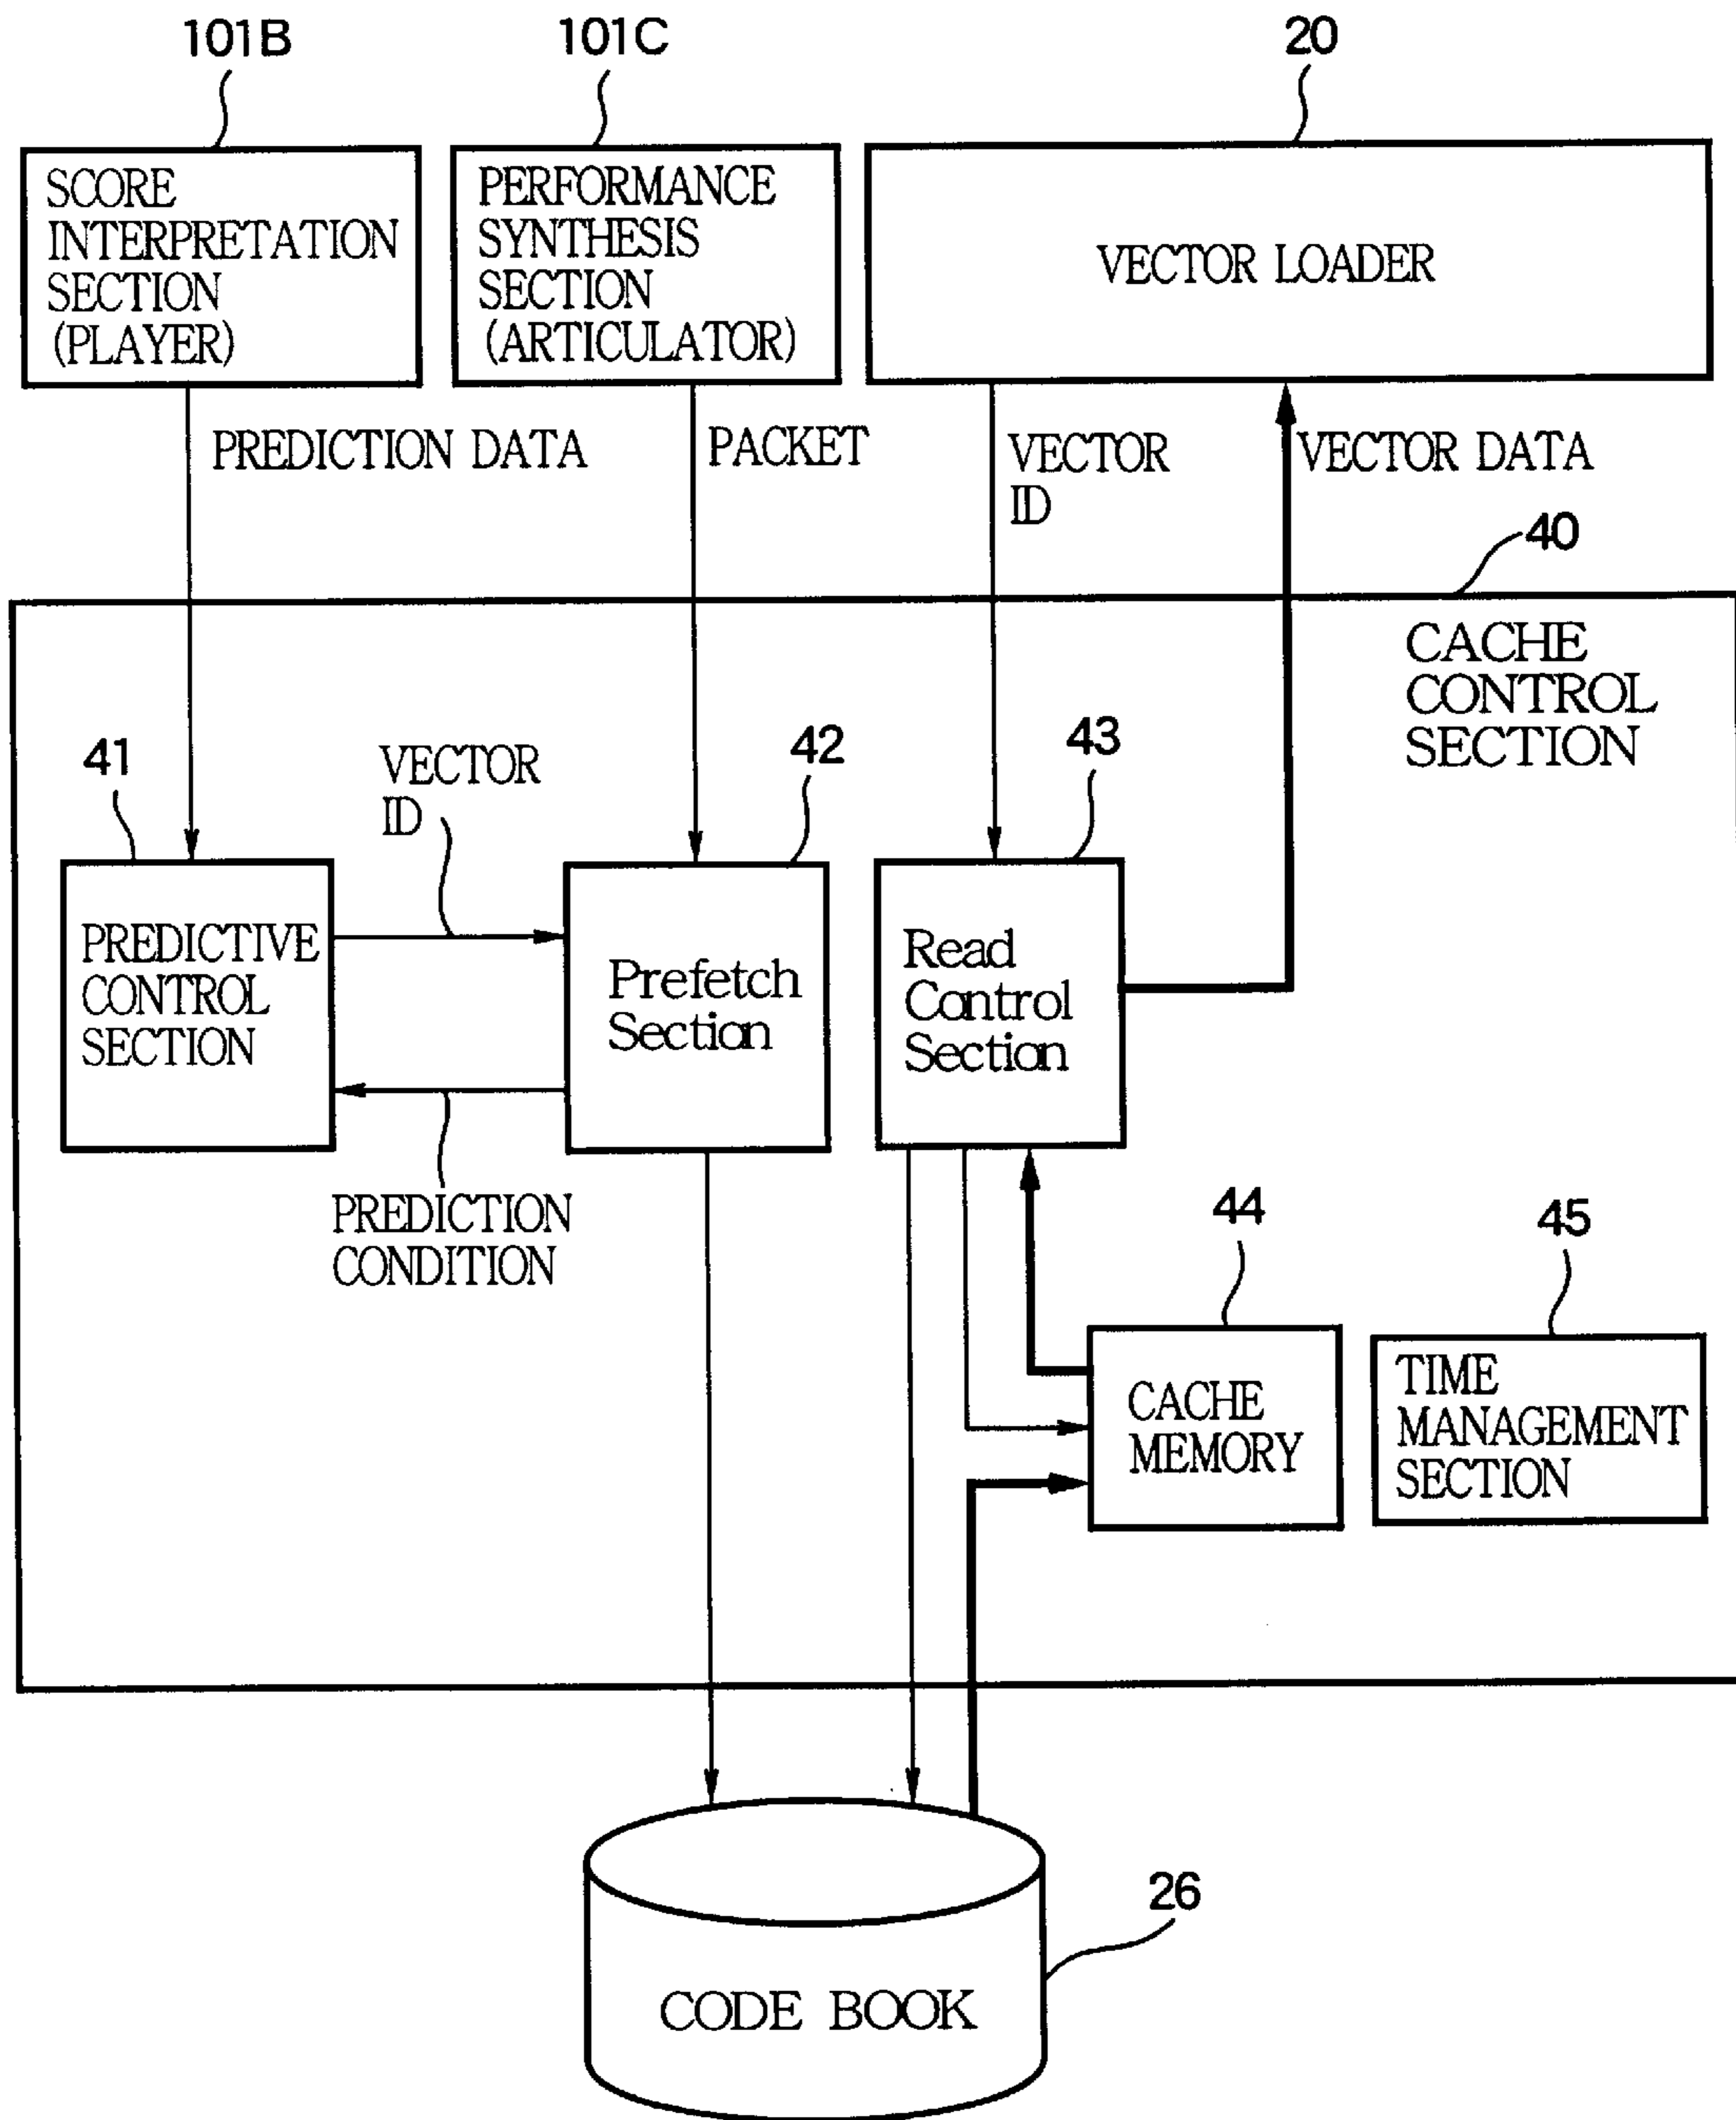 101B
101C
20
SCORE
INTERPRETATION
SECTION
(PLAYER)
PERFORMANCE
SYNTHESIS
SECTION
(ARTICULATOR)
VECTOR LOADER
PREDICTION DATA
PACKET
VECTOR
ID
VECTOR DATA
40
CACHE
CONTROL
SECTION
41
VECTOR
ID
42
43
PREDICTIVE
CONTROL
SECTION
Prefetch
Section
Read
Control
Section
PREDICTION
CONDITION
44
45
CACHE
MEMORY
TIME
MANAGEMENT
SECTION
26
CODE BOOK